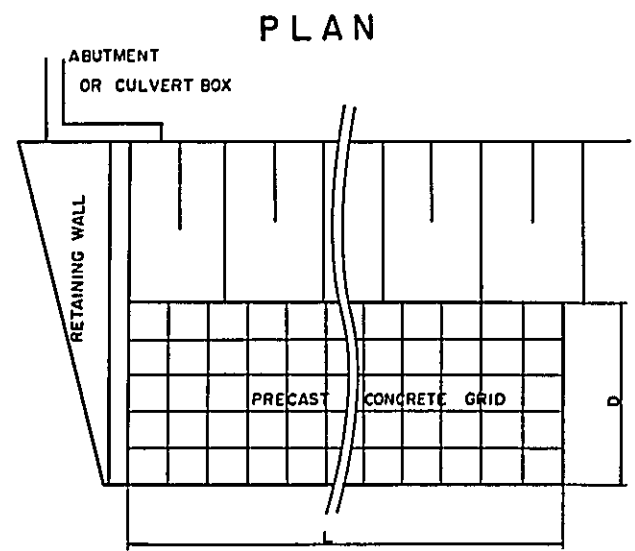 PLAN
ABUTMENT
OR CULVERT BOX
RETAINING WALL
PRECAST CONCRETE GRID
D
L